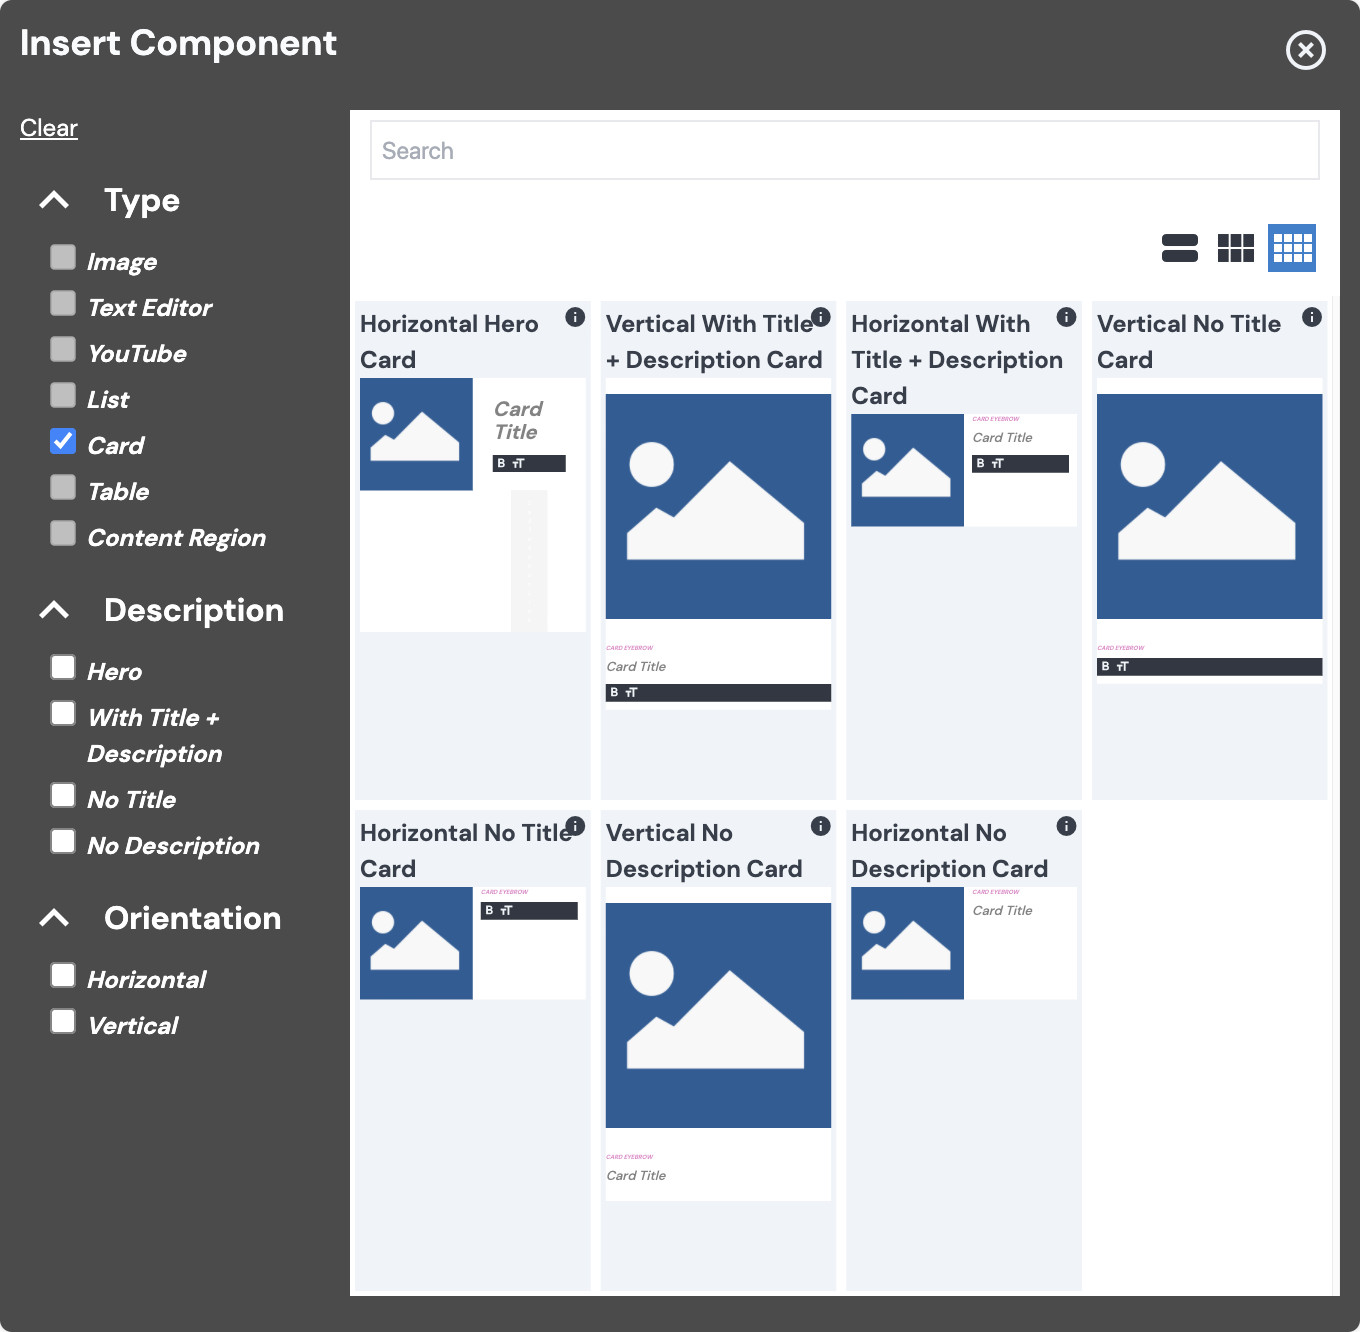 Insert Component
Clear
Search
Type
Image
Text Editor
YouTube
List
Card
Table
Content Region
Description
Hero
With Title +
Description
No Title
No Description
Orientation
Horizontal
Vertical
Horizontal Hero
Card
Card
Title
B TT
Vertical With Title
+ Description Card
CARD EYEBROW
Card Title
B TT
Horizontal With
Title + Description
Card
CARD EYEBROW
Card Title
B TT
Vertical No Title
Card
CARD EYEBROW
B TT
Horizontal No Title
Card
CARD EYEBROW
B TT
Vertical No
Description Card
CARD EYEBROW
Card Title
Horizontal No
Description Card
CARD EYEBROW
Card Title